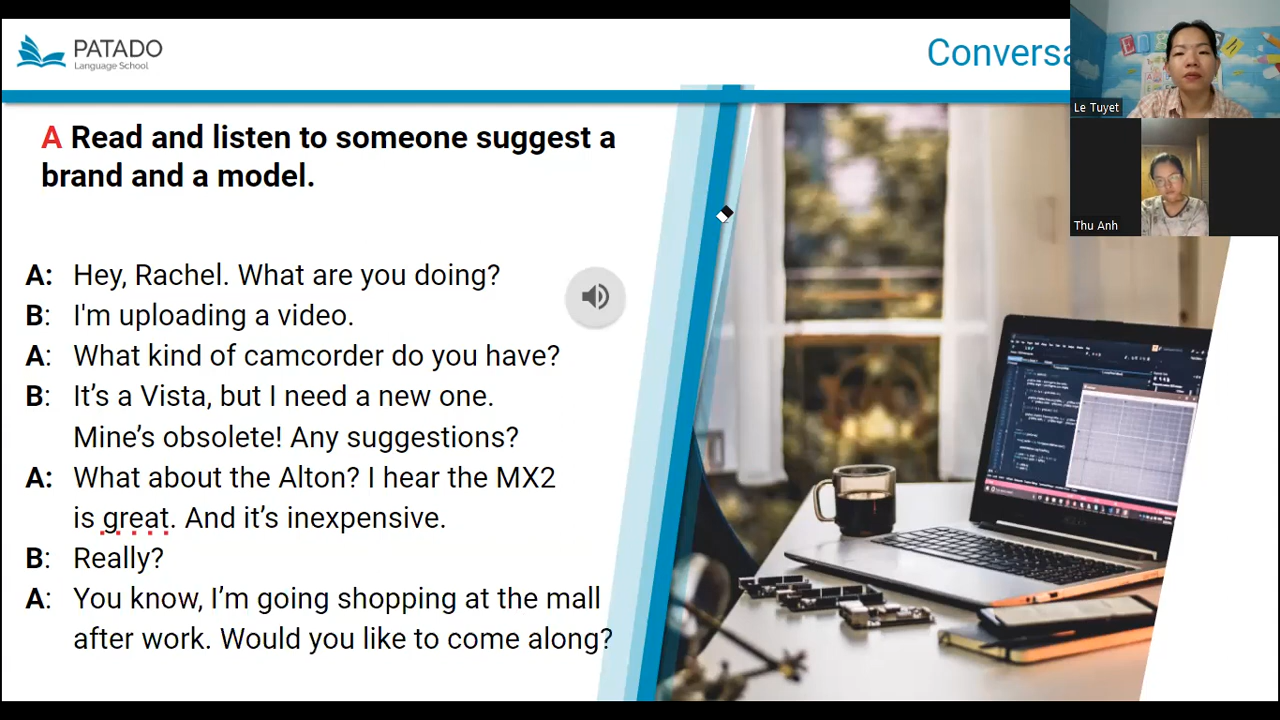 PATADO
Language School
Conversa
Le Tuyet
Thu Anh
A Read and listen to someone suggest a
brand and a model.
A: Hey, Rachel. What are you doing?
B: I'm uploading a video.
A: What kind of camcorder do you have?
B: It’s a Vista, but I need a new one.
Mine’s obsolete! Any suggestions?
A: What about the Alton? I hear the MX2
is great. And it’s inexpensive.
B: Really?
A: You know, I’m going shopping at the mall
after work. Would you like to come along?